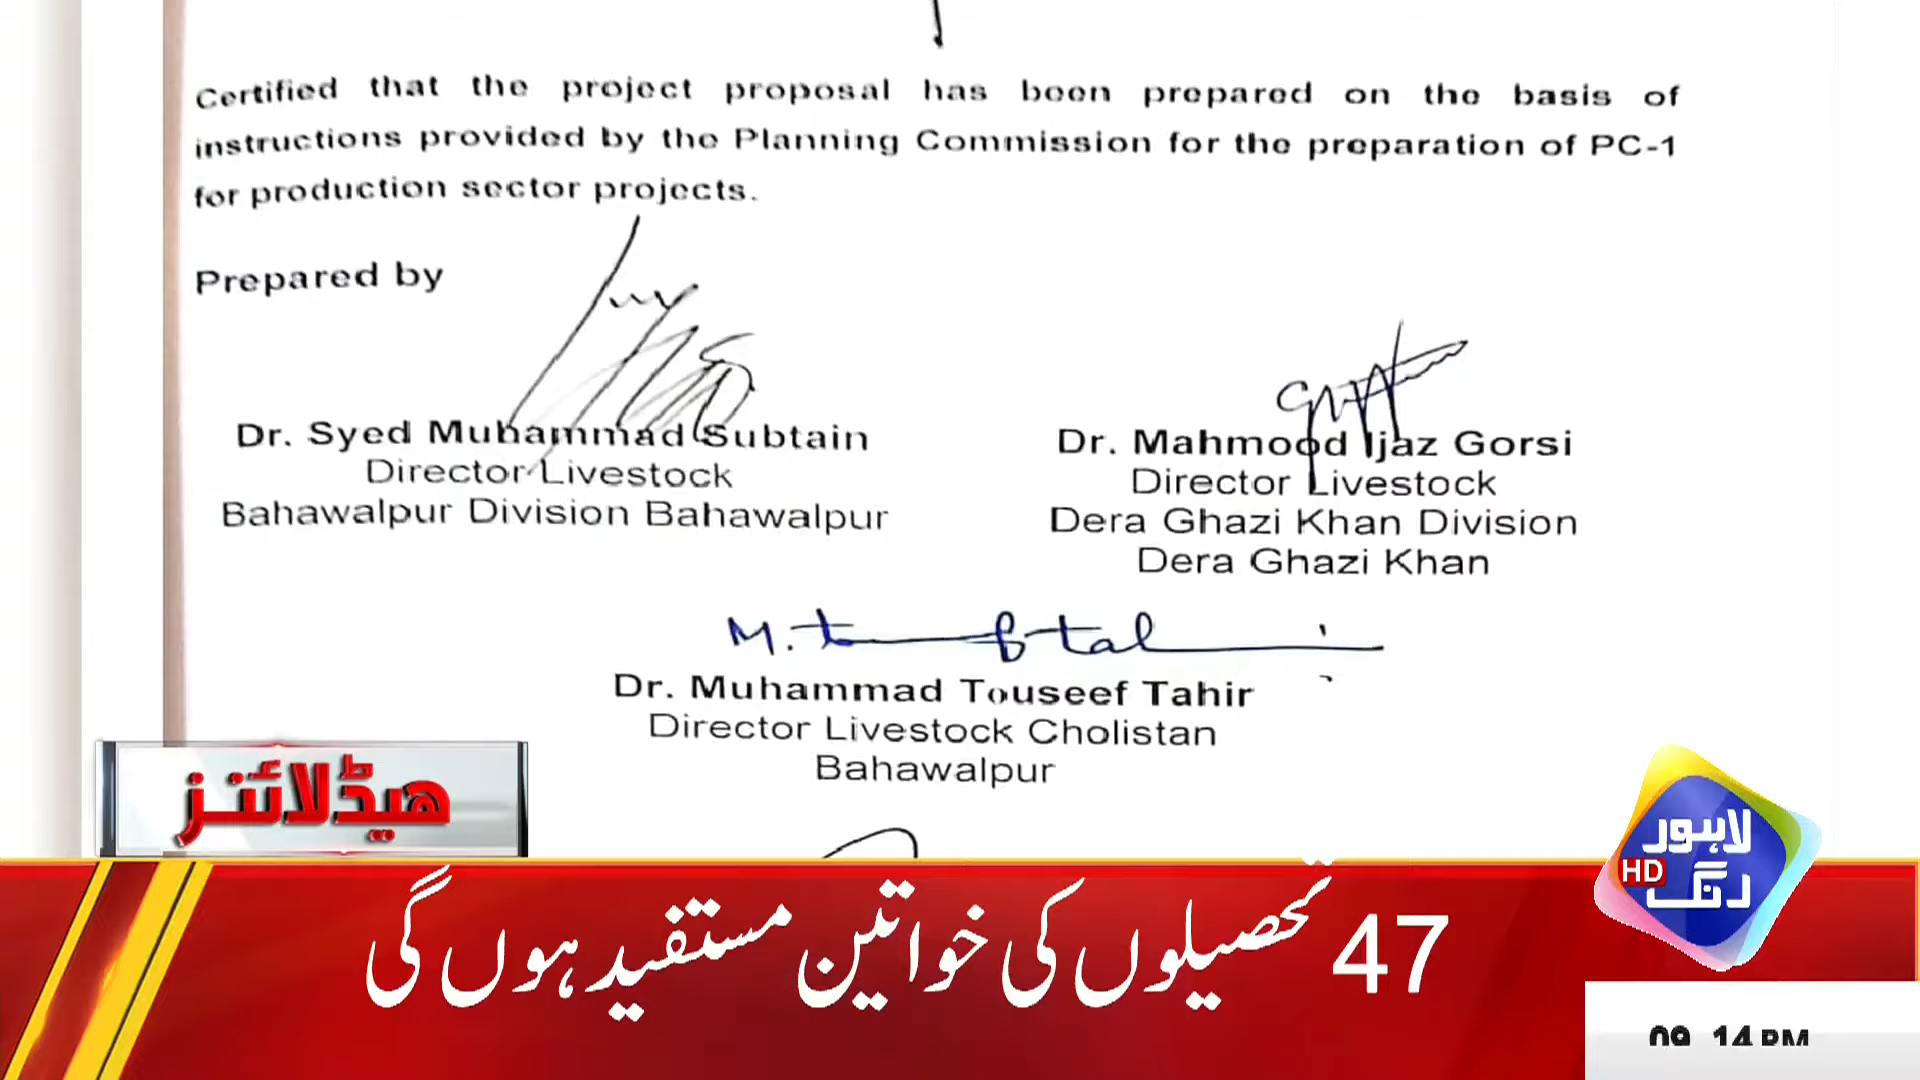 Certified that the project proposal has been prepared on the basis of
instructions provided by the Planning Commission for the preparation of PC-1
for production sector projects.
Prepared by
Dr. Syed Muhammad Subtain
Director Livestock
Bahawalpur Division Bahawalpur
Dr. Mahmood Ijaz Gorsi
Director Livestock
Dera Ghazi Khan Division
Dera Ghazi Khan
Dr. Muhammad Touseef Tahir
Director Livestock Cholistan
Bahawalpur
ہیڈلائنز
لاہور
رنگ
HD
47 تحصیلوں کی خواتین مستفید ہوں گی
09 14 PM